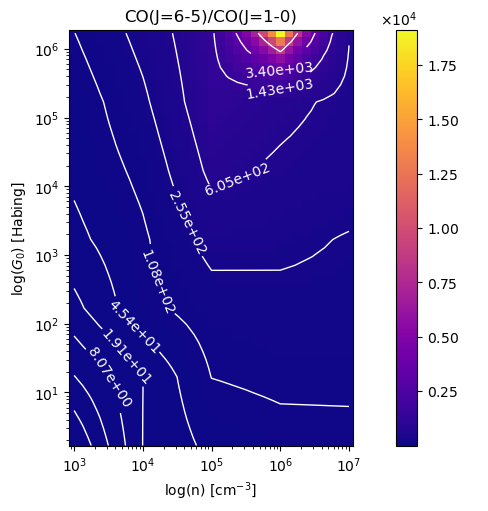 CO(J=6-5)/CO(J=1-0)
×10⁴
10⁶
10⁵
10⁴
10³
10²
10¹
log(G₀) [Habing]
3.40e+03
1.43e+03
6.05e+02
2.55e+02
1.08e+02
4.54e+01
1.91e+01
8.07e+00
10³
10⁴
10⁵
10⁶
10⁷
log(n) [cm⁻³]
1.75
1.50
1.25
1.00
0.75
0.50
0.25